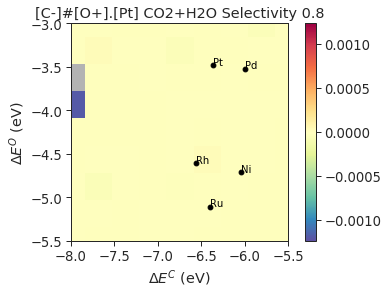 [C-]#[O+].[Pt] CO2+H2O Selectivity 0.8
−3.0
−3.5
−4.0
−4.5
−5.0
−5.5
ΔE^O (eV)
Pt
Pd
Rh
Ni
Ru
−8.0 −7.5 −7.0 −6.5 −6.0 −5.5
ΔE^C (eV)
0.0010
0.0005
0.0000
−0.0005
−0.0010